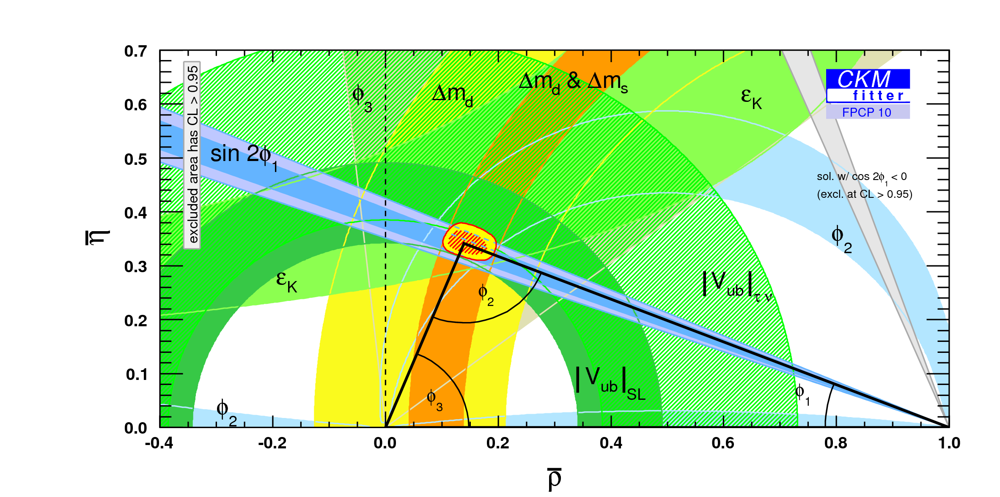 0.7
0.6
0.5
0.4
0.3
0.2
0.1
0.0
-0.4
-0.2
0.0
0.2
0.4
0.6
0.8
1.0
η̅
ρ̅
excluded area has CL > 0.95
ϕ3
Δmd
Δmd & Δms
εK
CKM
fitter
FPCP 10
sin 2ϕ1
sol. w/ cos 2ϕ1 < 0
(excl. at CL > 0.95)
ϕ2
εK
ϕ2
|Vub|τ ν
|Vub|SL
ϕ3
ϕ1
ϕ2